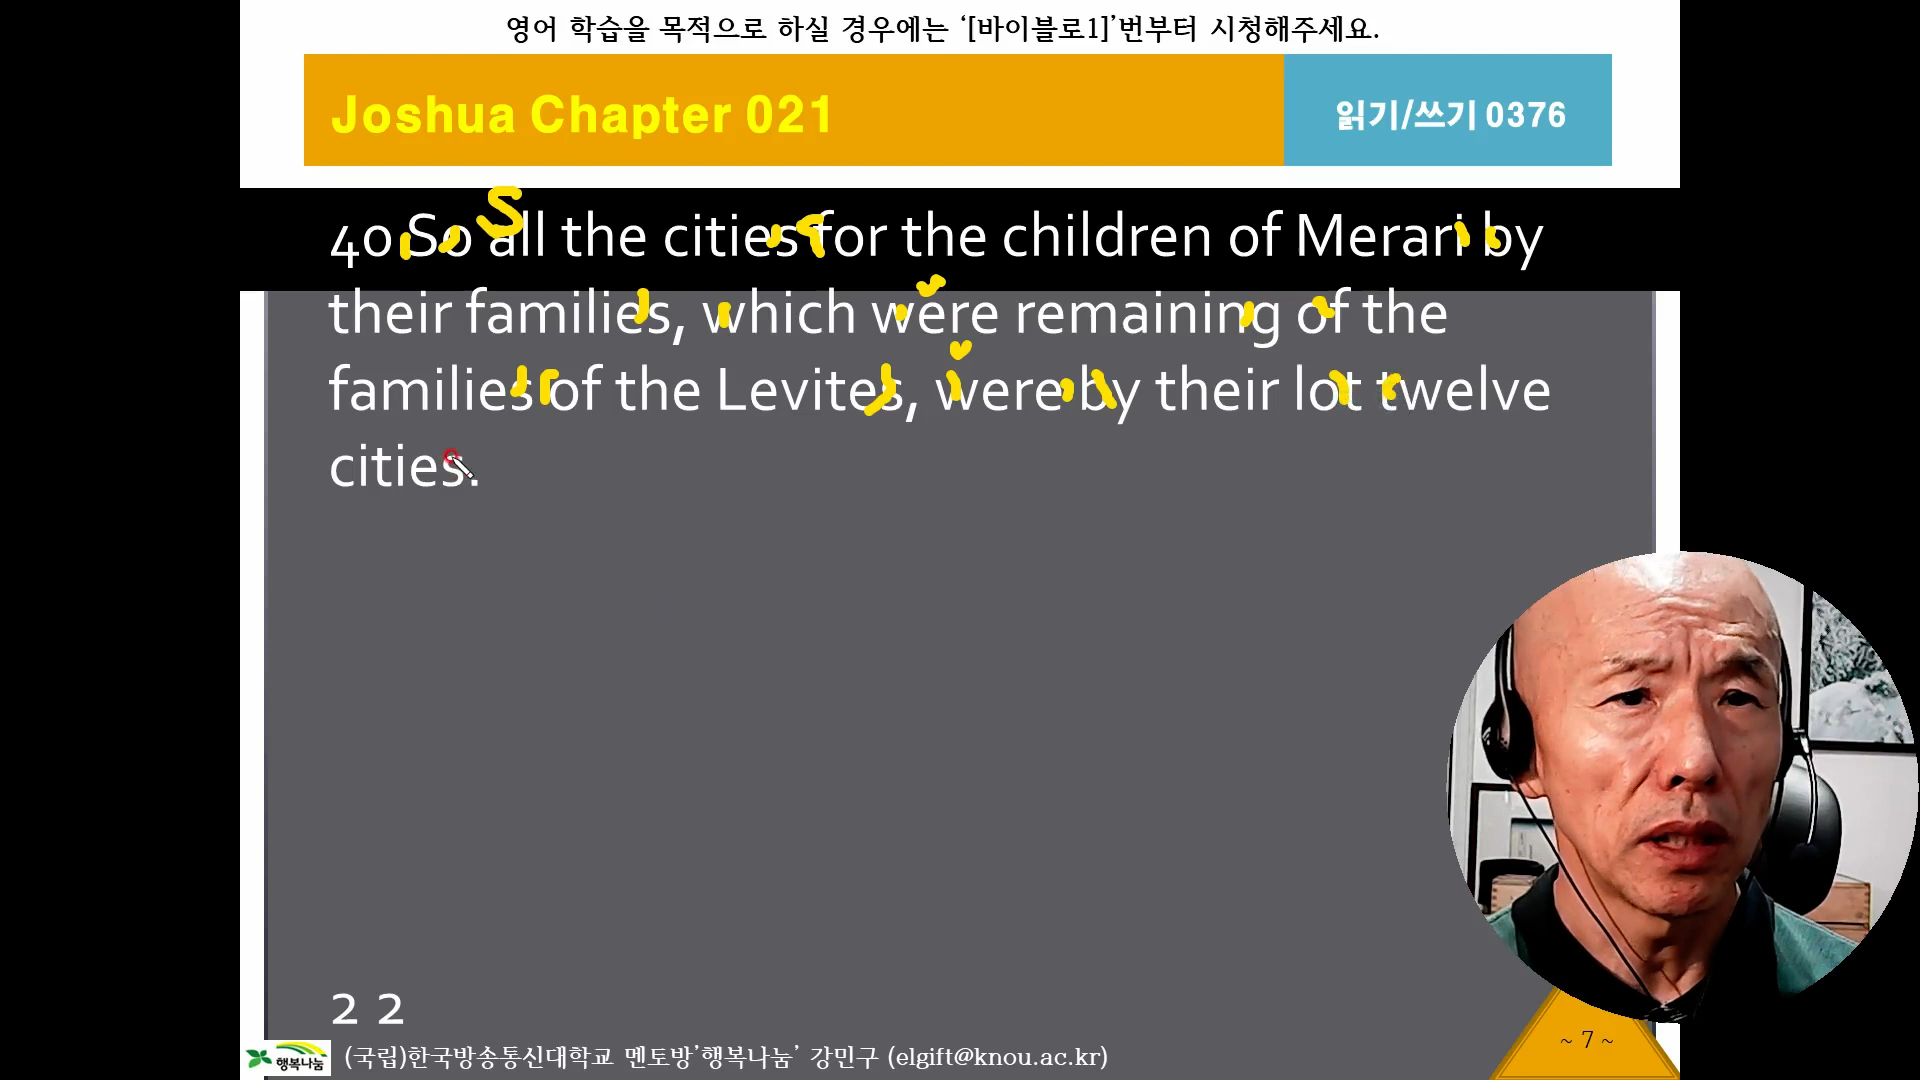 영어 학습을 목적으로 하실 경우에는 ‘[바이블로1]’번부터 시청해주세요.
Joshua Chapter 021
읽기/쓰기 0376
S
40 So all the cities for the children of Merari by
their families, which were remaining of the
families of the Levites, were by their lot twelve
cities.
2 2
~ 7 ~
행복나눔
(국립)한국방송통신대학교 멘토방’행복나눔’ 강민구 (elgift@knou.ac.kr)